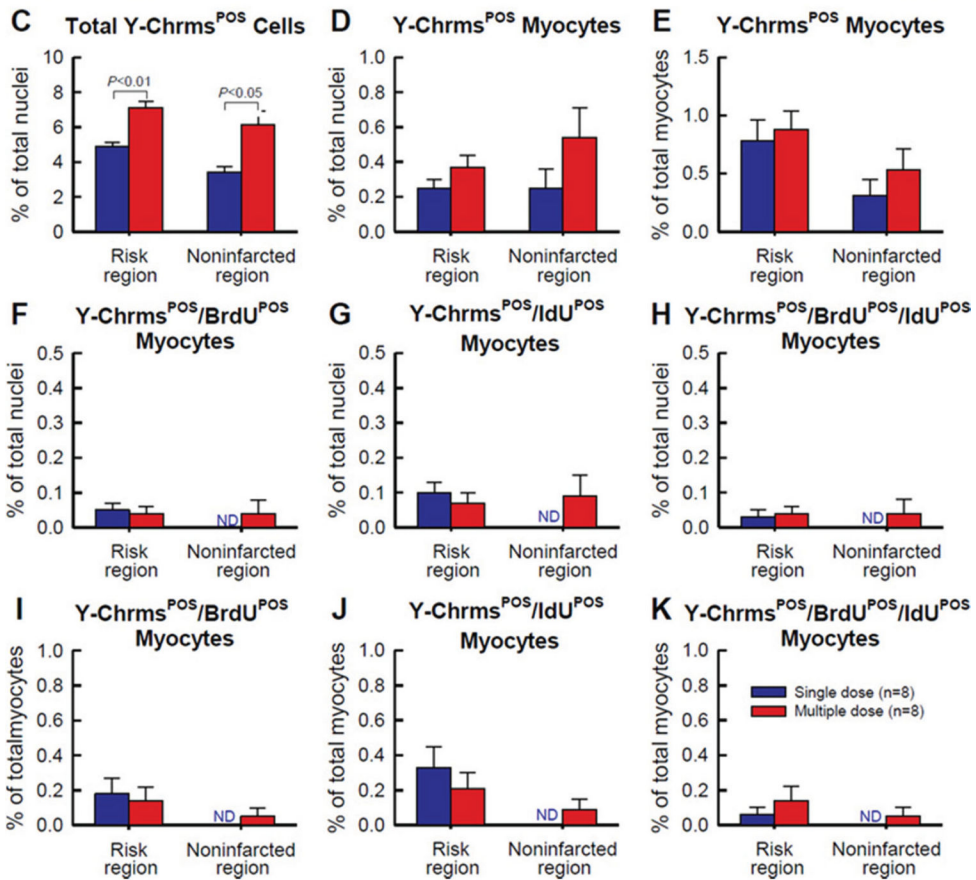 C Total Y-Chrms^POS Cells
% of total nuclei
10
8
6
4
2
0
P<0.01
P<0.05
Risk region
Noninfarcted region
D Y-Chrms^POS Myocytes
% of total nuclei
1.0
0.8
0.6
0.4
0.2
0.0
Risk region
Noninfarcted region
E Y-Chrms^POS Myocytes
% of total myocytes
1.5
1.0
0.5
0.0
Risk region
Noninfarcted region
F Y-Chrms^POS/BrdU^POS
Myocytes
% of total nuclei
0.5
0.4
0.3
0.2
0.1
0.0
ND
Risk region
Noninfarcted region
G Y-Chrms^POS/IdU^POS
Myocytes
% of total nuclei
0.5
0.4
0.3
0.2
0.1
0.0
ND
Risk region
Noninfarcted region
H Y-Chrms^POS/BrdU^POS/IdU^POS
Myocytes
% of total nuclei
0.5
0.4
0.3
0.2
0.1
0.0
ND
Risk region
Noninfarcted region
I Y-Chrms^POS/BrdU^POS
Myocytes
% of totalmyocytes
1.0
0.8
0.6
0.4
0.2
0.0
ND
Risk region
Noninfarcted region
J Y-Chrms^POS/IdU^POS
Myocytes
% of total myocytes
1.0
0.8
0.6
0.4
0.2
0.0
ND
Risk region
Noninfarcted region
K Y-Chrms^POS/BrdU^POS/IdU^POS
Myocytes
% of total myocytes
1.0
0.8
0.6
0.4
0.2
0.0
Single dose (n=8)
Multiple dose (n=8)
ND
Risk region
Noninfarcted region